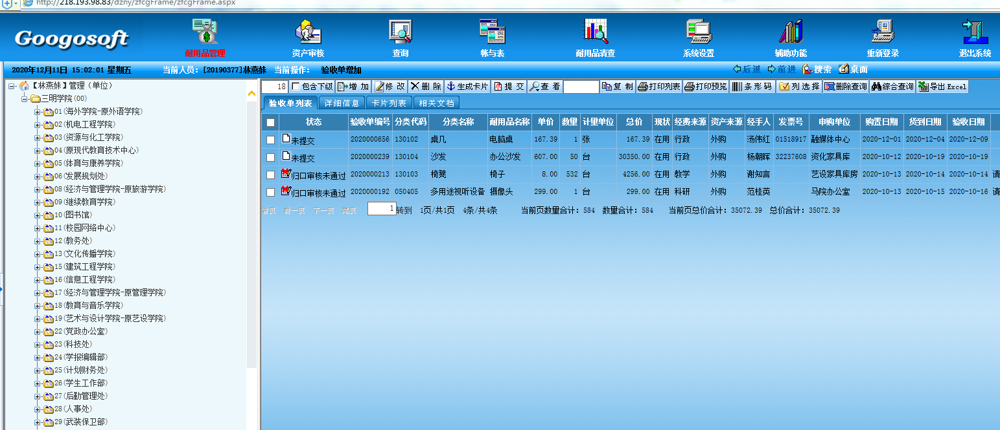 http://218.193.98.83/dzny/zfcgFrame/zfcgFrame.aspx
Googosoft
耐用品管理 资产审核 查询 帐与表 耐用品清查 系统设置 辅助功能 重新登录 退出系统
2020年12月11日 15:02:01 星期五 当前人员：[20190377]林燕妹 当前操作： 验收单增加 后退 前进 搜索 桌面
【林燕妹】管理（单位）
三明学院(00)
01(海外学院-原外语学院)
02(机电工程学院)
03(资源与化工学院)
04(原现代教育技术中心)
05(体育与康养学院)
06(发展规划处)
08(经济与管理学院-原旅游学院)
09(继续教育学院)
10(图书馆)
11(校园网络中心)
12(教务处)
13(文化传播学院)
15(建筑工程学院)
16(信息工程学院)
17(经济与管理学院-原管理学院)
18(教育与音乐学院)
19(艺术与设计学院-原艺设学院)
22(党政办公室)
23(科技处)
24(学报编辑部)
25(计划财务处)
26(学生工作部)
27(后勤管理处)
28(人事处)
29(武装保卫部)
18 包含下级 增 加 修 改 删 除 生成卡片 提 交 查 看 复 制 打印列表 打印预览 条 形 码 列 选 择 删除查询 综合查询 导出 Excel
验收单列表 详细信息 卡片列表 相关文档
状态 验收单编号 分类代码 分类名称 耐用品名称 单价 数量 计量单位 总价 现状 经费来源 资产来源 经手人 发票号 申购单位 购置日期 货到日期 验收日期
未提交 2020000656 130102 桌几 电脑桌 167.39 1 张 167.39 在用 行政 外购 汤伟红 01518917 融媒体中心 2020-12-01 2020-12-04 2020-12-09
未提交 2020000239 130104 沙发 办公沙发 607.00 50 台 30350.00 在用 行政 外购 杨朝晖 32237608 资化家具库 2020-10-12 2020-10-19 2020-10-19
归口审核未通过 2020000213 130103 椅凳 椅子 8.00 532 台 4256.00 在用 教学 外购 谢知言 艺设家具库房 2020-10-13 2020-10-14 2020-10-14 请
归口审核未通过 2020000192 050405 多用途视听设备 摄像头 299.00 1 台 299.00 在用 科研 外购 范桂英 马院办公室 2020-10-13 2020-10-15 2020-10-16 请
首页 前一页 下一页 尾页 1 转到 1页/共1页 4条/共4条 当前页数量合计：584 数量合计：584 当前页总价合计：35072.39 总价合计：35072.39